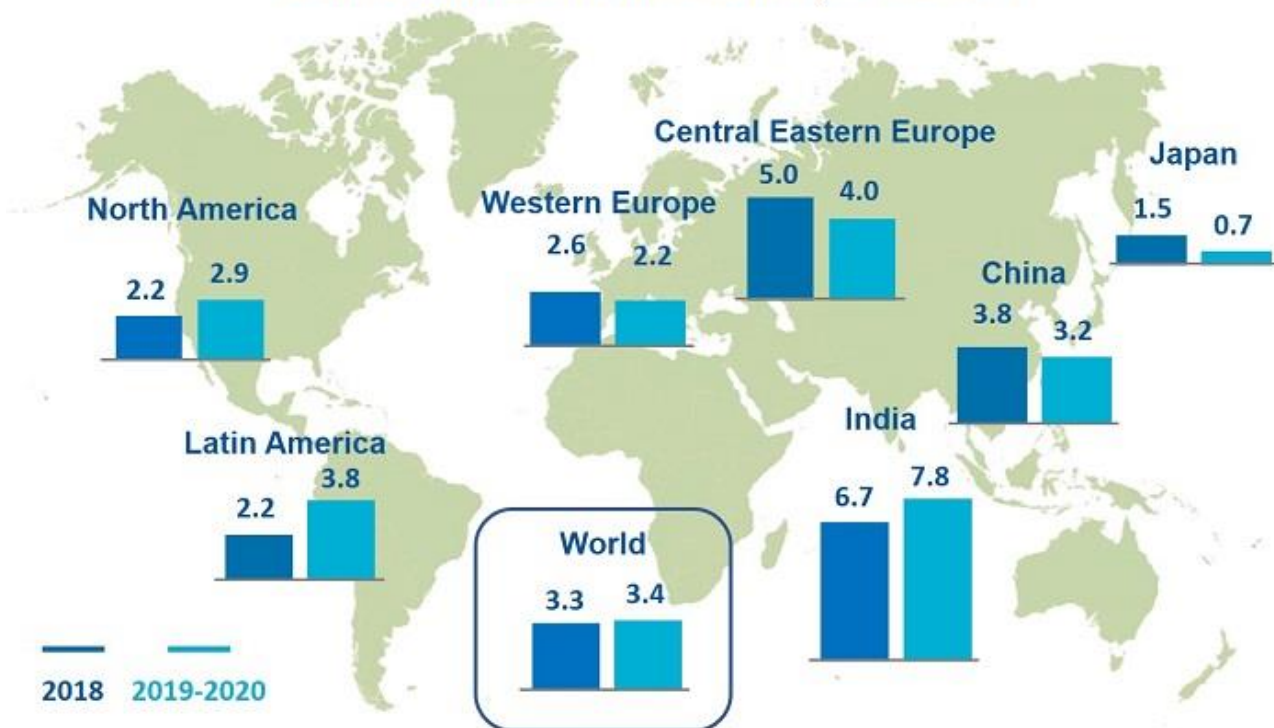 Central Eastern Europe
5.0 4.0
Japan
1.5 0.7
North America
2.2 2.9
Western Europe
2.6 2.2
China
3.8 3.2
India
6.7 7.8
Latin America
2.2 3.8
World
3.3 3.4
2018 2019-2020